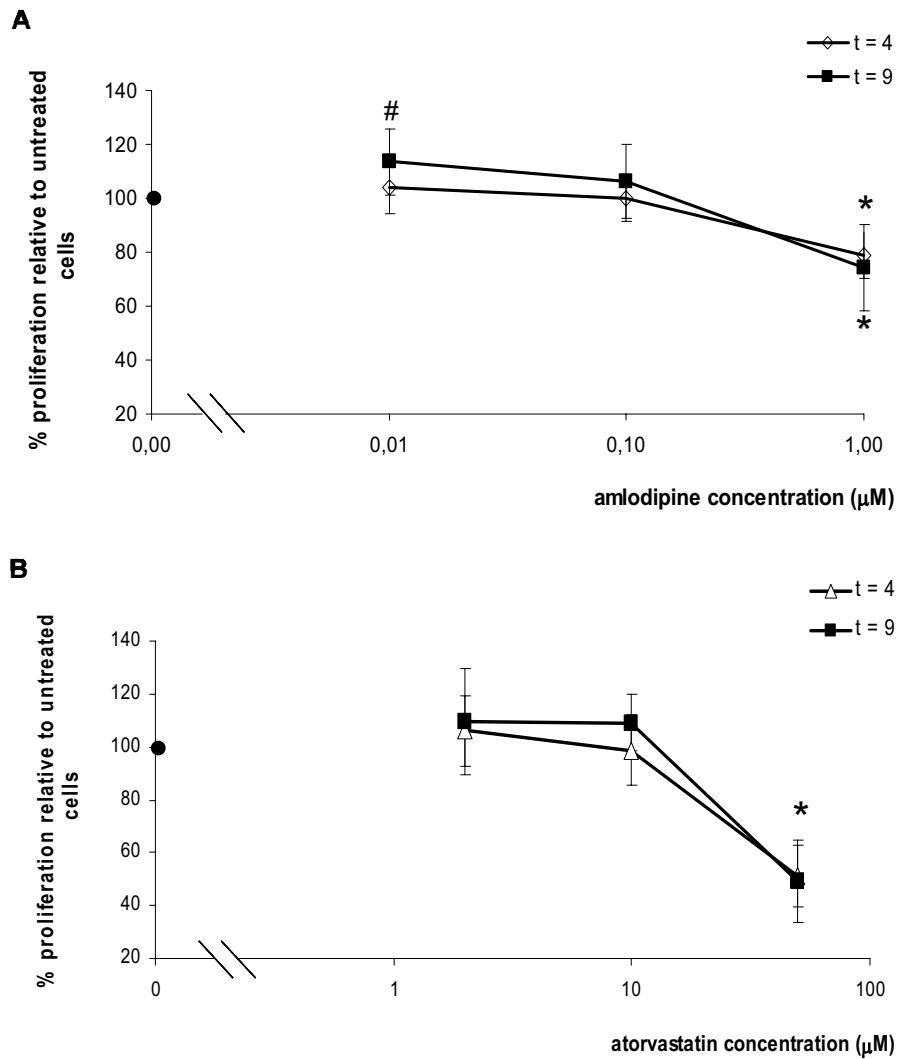 A
t = 4
t = 9
% proliferation relative to untreated
cells
140
120
100
80
60
40
20
#
*
*
0,00
0,01
0,10
1,00
amlodipine concentration (μM)
B
t = 4
t = 9
% proliferation relative to untreated
cells
140
120
100
80
60
40
20
*
0
1
10
100
atorvastatin concentration (μM)